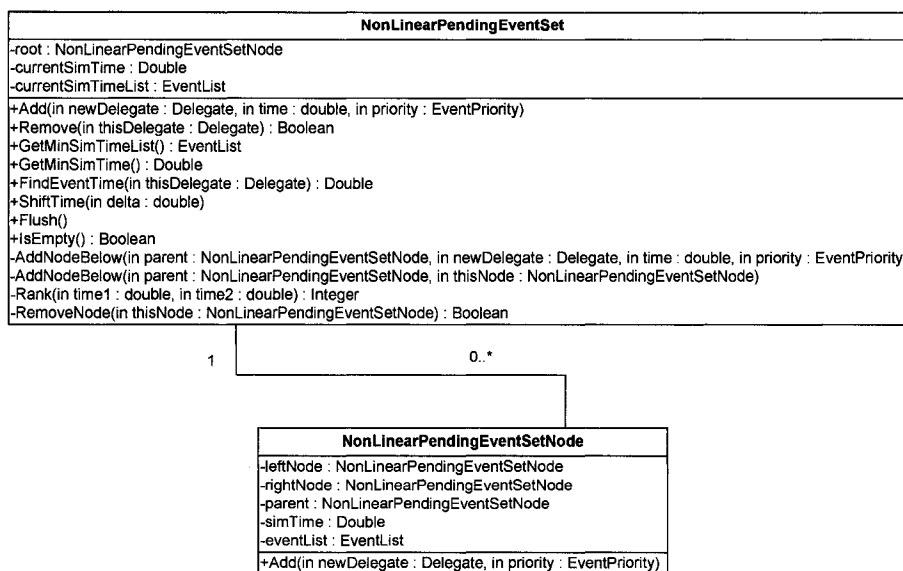 NonLinearPendingEventSet
-root : NonLinearPendingEventSetNode
-currentSimTime : Double
-currentSimTimeList : EventList
+Add(in newDelegate : Delegate, in time : double, in priority : EventPriority)
+Remove(in thisDelegate : Delegate) : Boolean
+GetMinSimTimeList() : EventList
+GetMinSimTime() : Double
+FindEventTime(in thisDelegate : Delegate) : Double
+ShiftTime(in delta : double)
+Flush()
+IsEmpty() : Boolean
-AddNodeBelow(in parent : NonLinearPendingEventSetNode, in newDelegate : Delegate, in time : double, in priority : EventPriority)
-AddNodeBelow(in parent : NonLinearPendingEventSetNode, in thisNode : NonLinearPendingEventSetNode)
-Rank(in time1 : double, in time2 : double) : Integer
-RemoveNode(in thisNode : NonLinearPendingEventSetNode) : Boolean
1
0..*
NonLinearPendingEventSetNode
-leftNode : NonLinearPendingEventSetNode
-rightNode : NonLinearPendingEventSetNode
-parent : NonLinearPendingEventSetNode
-simTime : Double
-eventList : EventList
+Add(in newDelegate : Delegate, in priority : EventPriority)